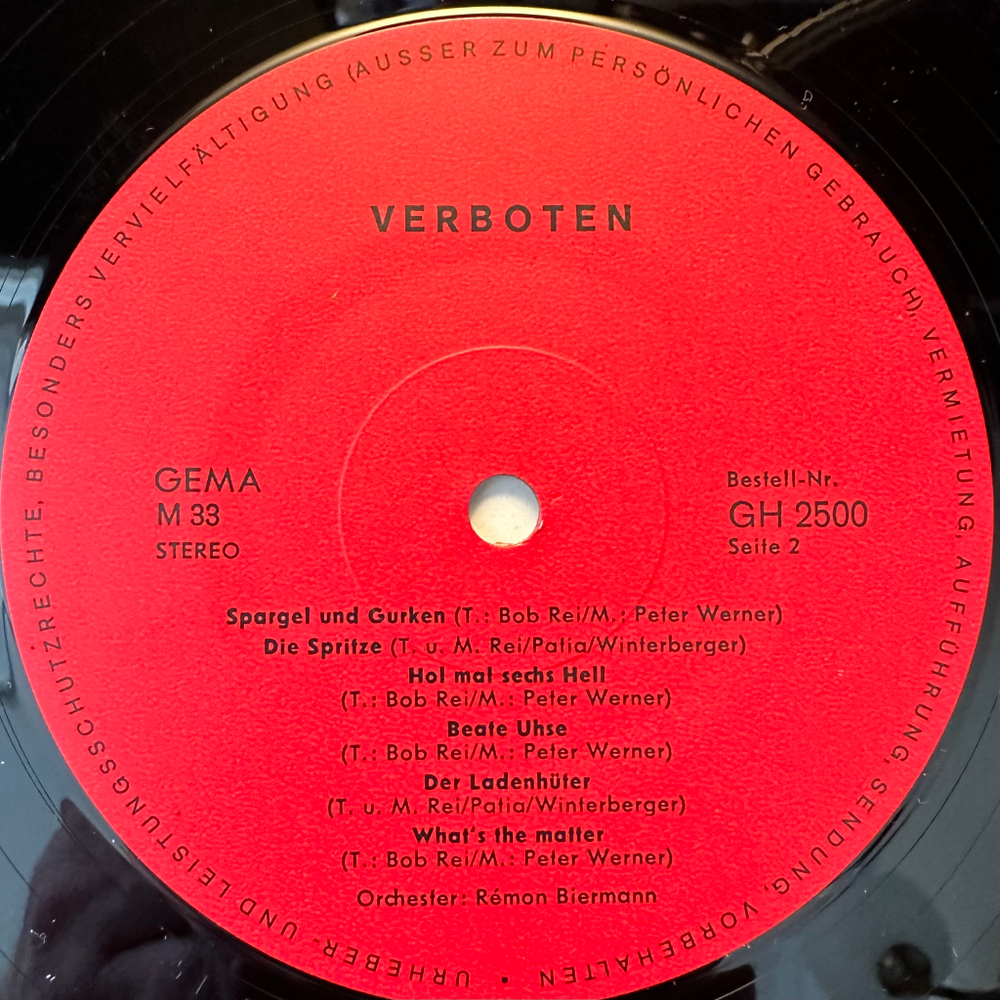 URHEBER- UND LEISTUNGSSCHUTZRECHTE, BESONDERS VERVIELFÄLTIGUNG (AUSSER ZUM PERSÖNLICHEN GEBRAUCH), VERMIETUNG, AUFFÜHRUNG, SENDUNG, VORBEHALTEN •
VERBOTEN
GEMA
M 33
STEREO
Bestell-Nr.
GH 2500
Seite 2
Spargel und Gurken (T.: Bob Rei/M.: Peter Werner)
Die Spritze (T. u. M. Rei/Patia/Winterberger)
Hol mal sechs Hell
(T.: Bob Rei/M.: Peter Werner)
Beate Uhse
(T.: Bob Rei/M.: Peter Werner)
Der Ladenhüter
(T. u. M. Rei/Patia/Winterberger)
What's the matter
(T.: Bob Rei/M.: Peter Werner)
Orchester: Rémon Biermann